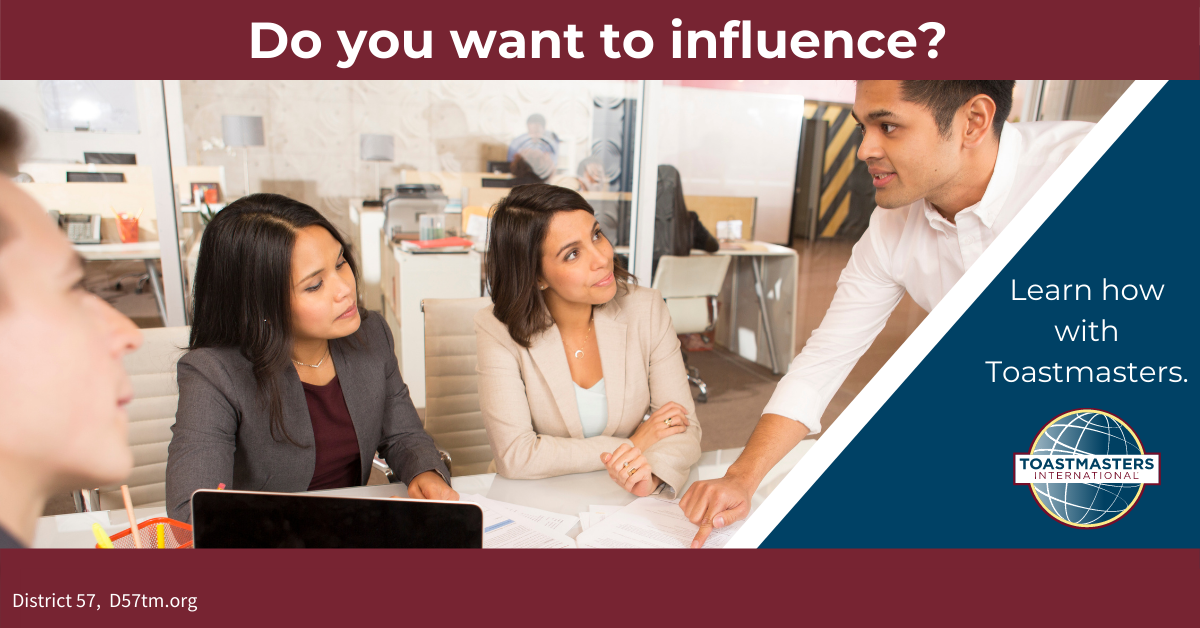 Do you want to influence?
Learn how
with
Toastmasters.
TOASTMASTERS
INTERNATIONAL
District 57, D57tm.org